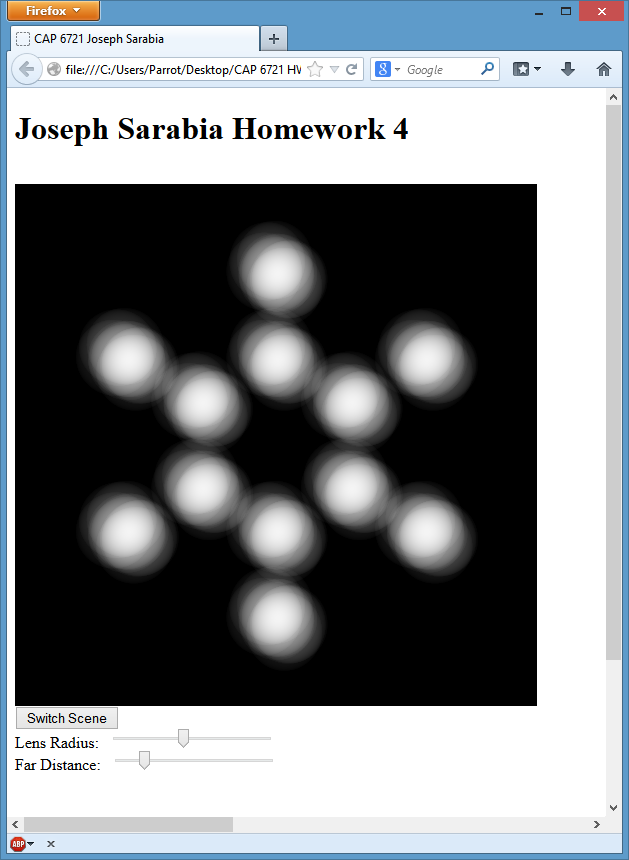 Firefox
CAP 6721 Joseph Sarabia
file:///C:/Users/Parrot/Desktop/CAP 6721 HW
Google
Joseph Sarabia Homework 4
Switch Scene
Lens Radius:
Far Distance:
ABP